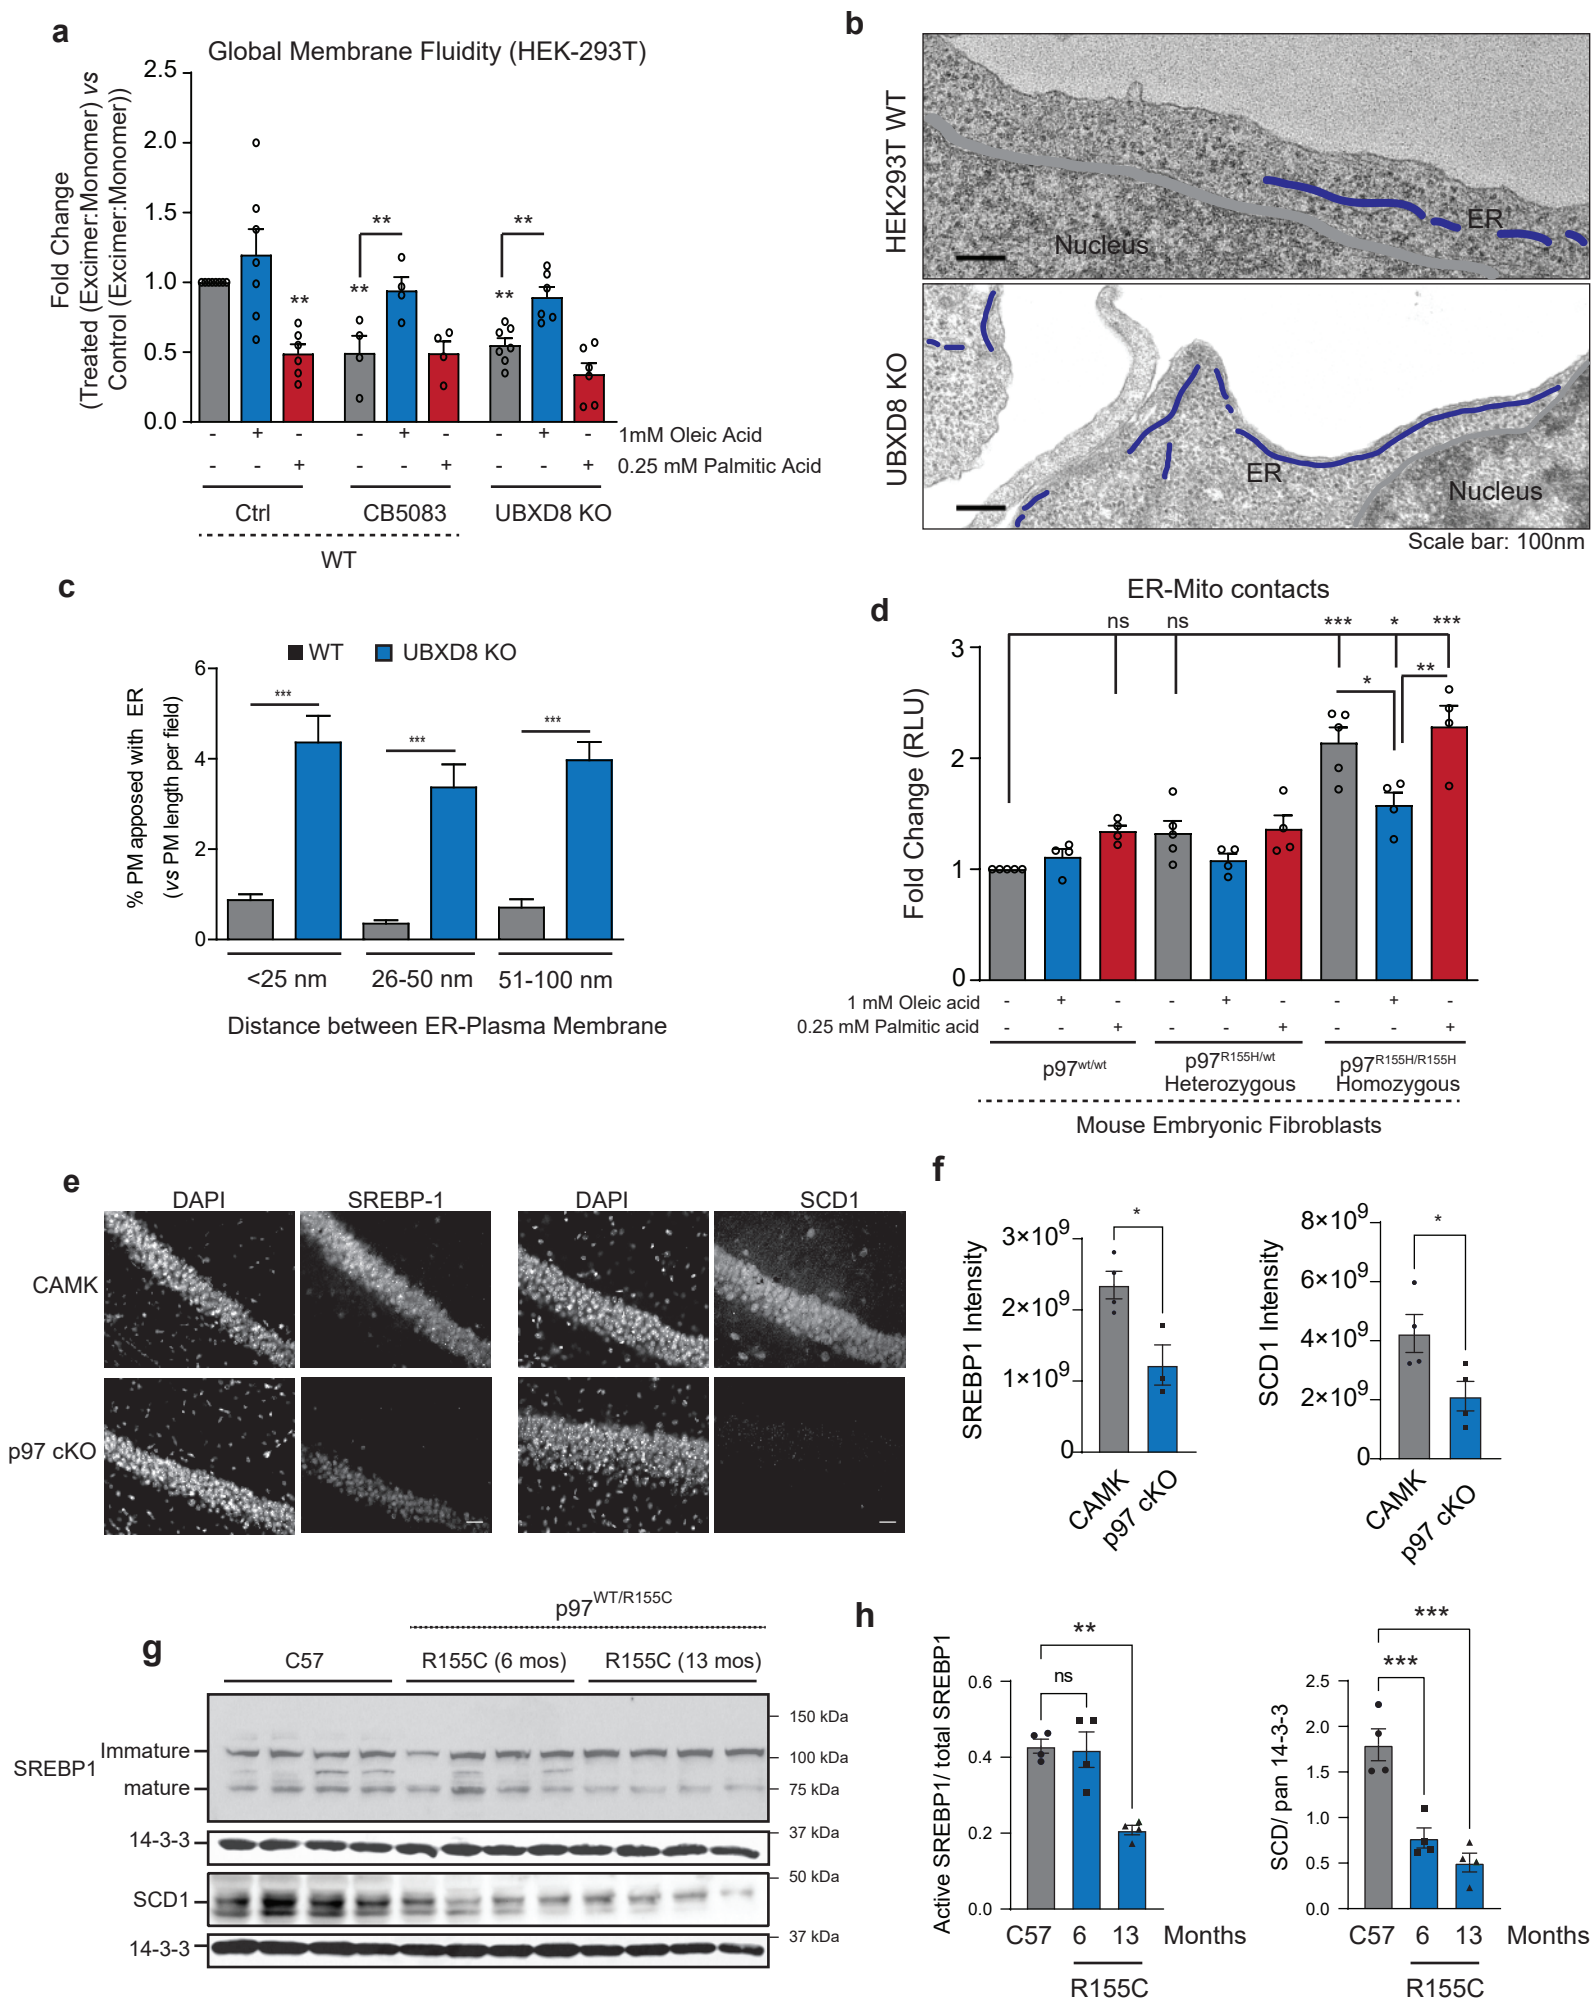 a
Global Membrane Fluidity (HEK-293T)
Fold Change
(Treated (Excimer:Monomer) vs
Control (Excimer:Monomer))
2.5
2.0
1.5
1.0
0.5
0.0
**
**
**
**
**
- + - - + - - + - 1mM Oleic Acid
- - + - - + - - + 0.25 mM Palmitic Acid
Ctrl CB5083 UBXD8 KO
WT
b
HEK293T WT
Nucleus
ER
UBXD8 KO
ER
Nucleus
Scale bar: 100nm
c
WT UBXD8 KO
% PM apposed with ER
(vs PM length per field)
6
4
2
0
***
***
***
<25 nm 26-50 nm 51-100 nm
Distance between ER-Plasma Membrane
d
ER-Mito contacts
Fold Change (RLU)
3
2
1
0
ns ns *** * ***
* **
1 mM Oleic acid - + - - + - - + -
0.25 mM Palmitic acid - - + - - + - - +
p97wt/wt
p97R155H/wt
Heterozygous
p97R155H/R155H
Homozygous
Mouse Embryonic Fibroblasts
e
DAPI SREBP-1 DAPI SCD1
CAMK
p97 cKO
f
SREBP1 Intensity
3×10⁹
2×10⁹
1×10⁹
0
*
CAMK
p97 cKO
SCD1 Intensity
8×10⁹
6×10⁹
4×10⁹
2×10⁹
0
*
CAMK
p97 cKO
g
p97WT/R155C
C57 R155C (6 mos) R155C (13 mos)
SREBP1
Immature
mature
150 kDa
100 kDa
75 kDa
14-3-3
37 kDa
50 kDa
SCD1
14-3-3
37 kDa
h
Active SREBP1/ total SREBP1
0.6
0.4
0.2
0.0
**
ns
C57 6 13 Months
R155C
SCD/ pan 14-3-3
2.5
2.0
1.5
1.0
0.5
0.0
***
***
C57 6 13 Months
R155C